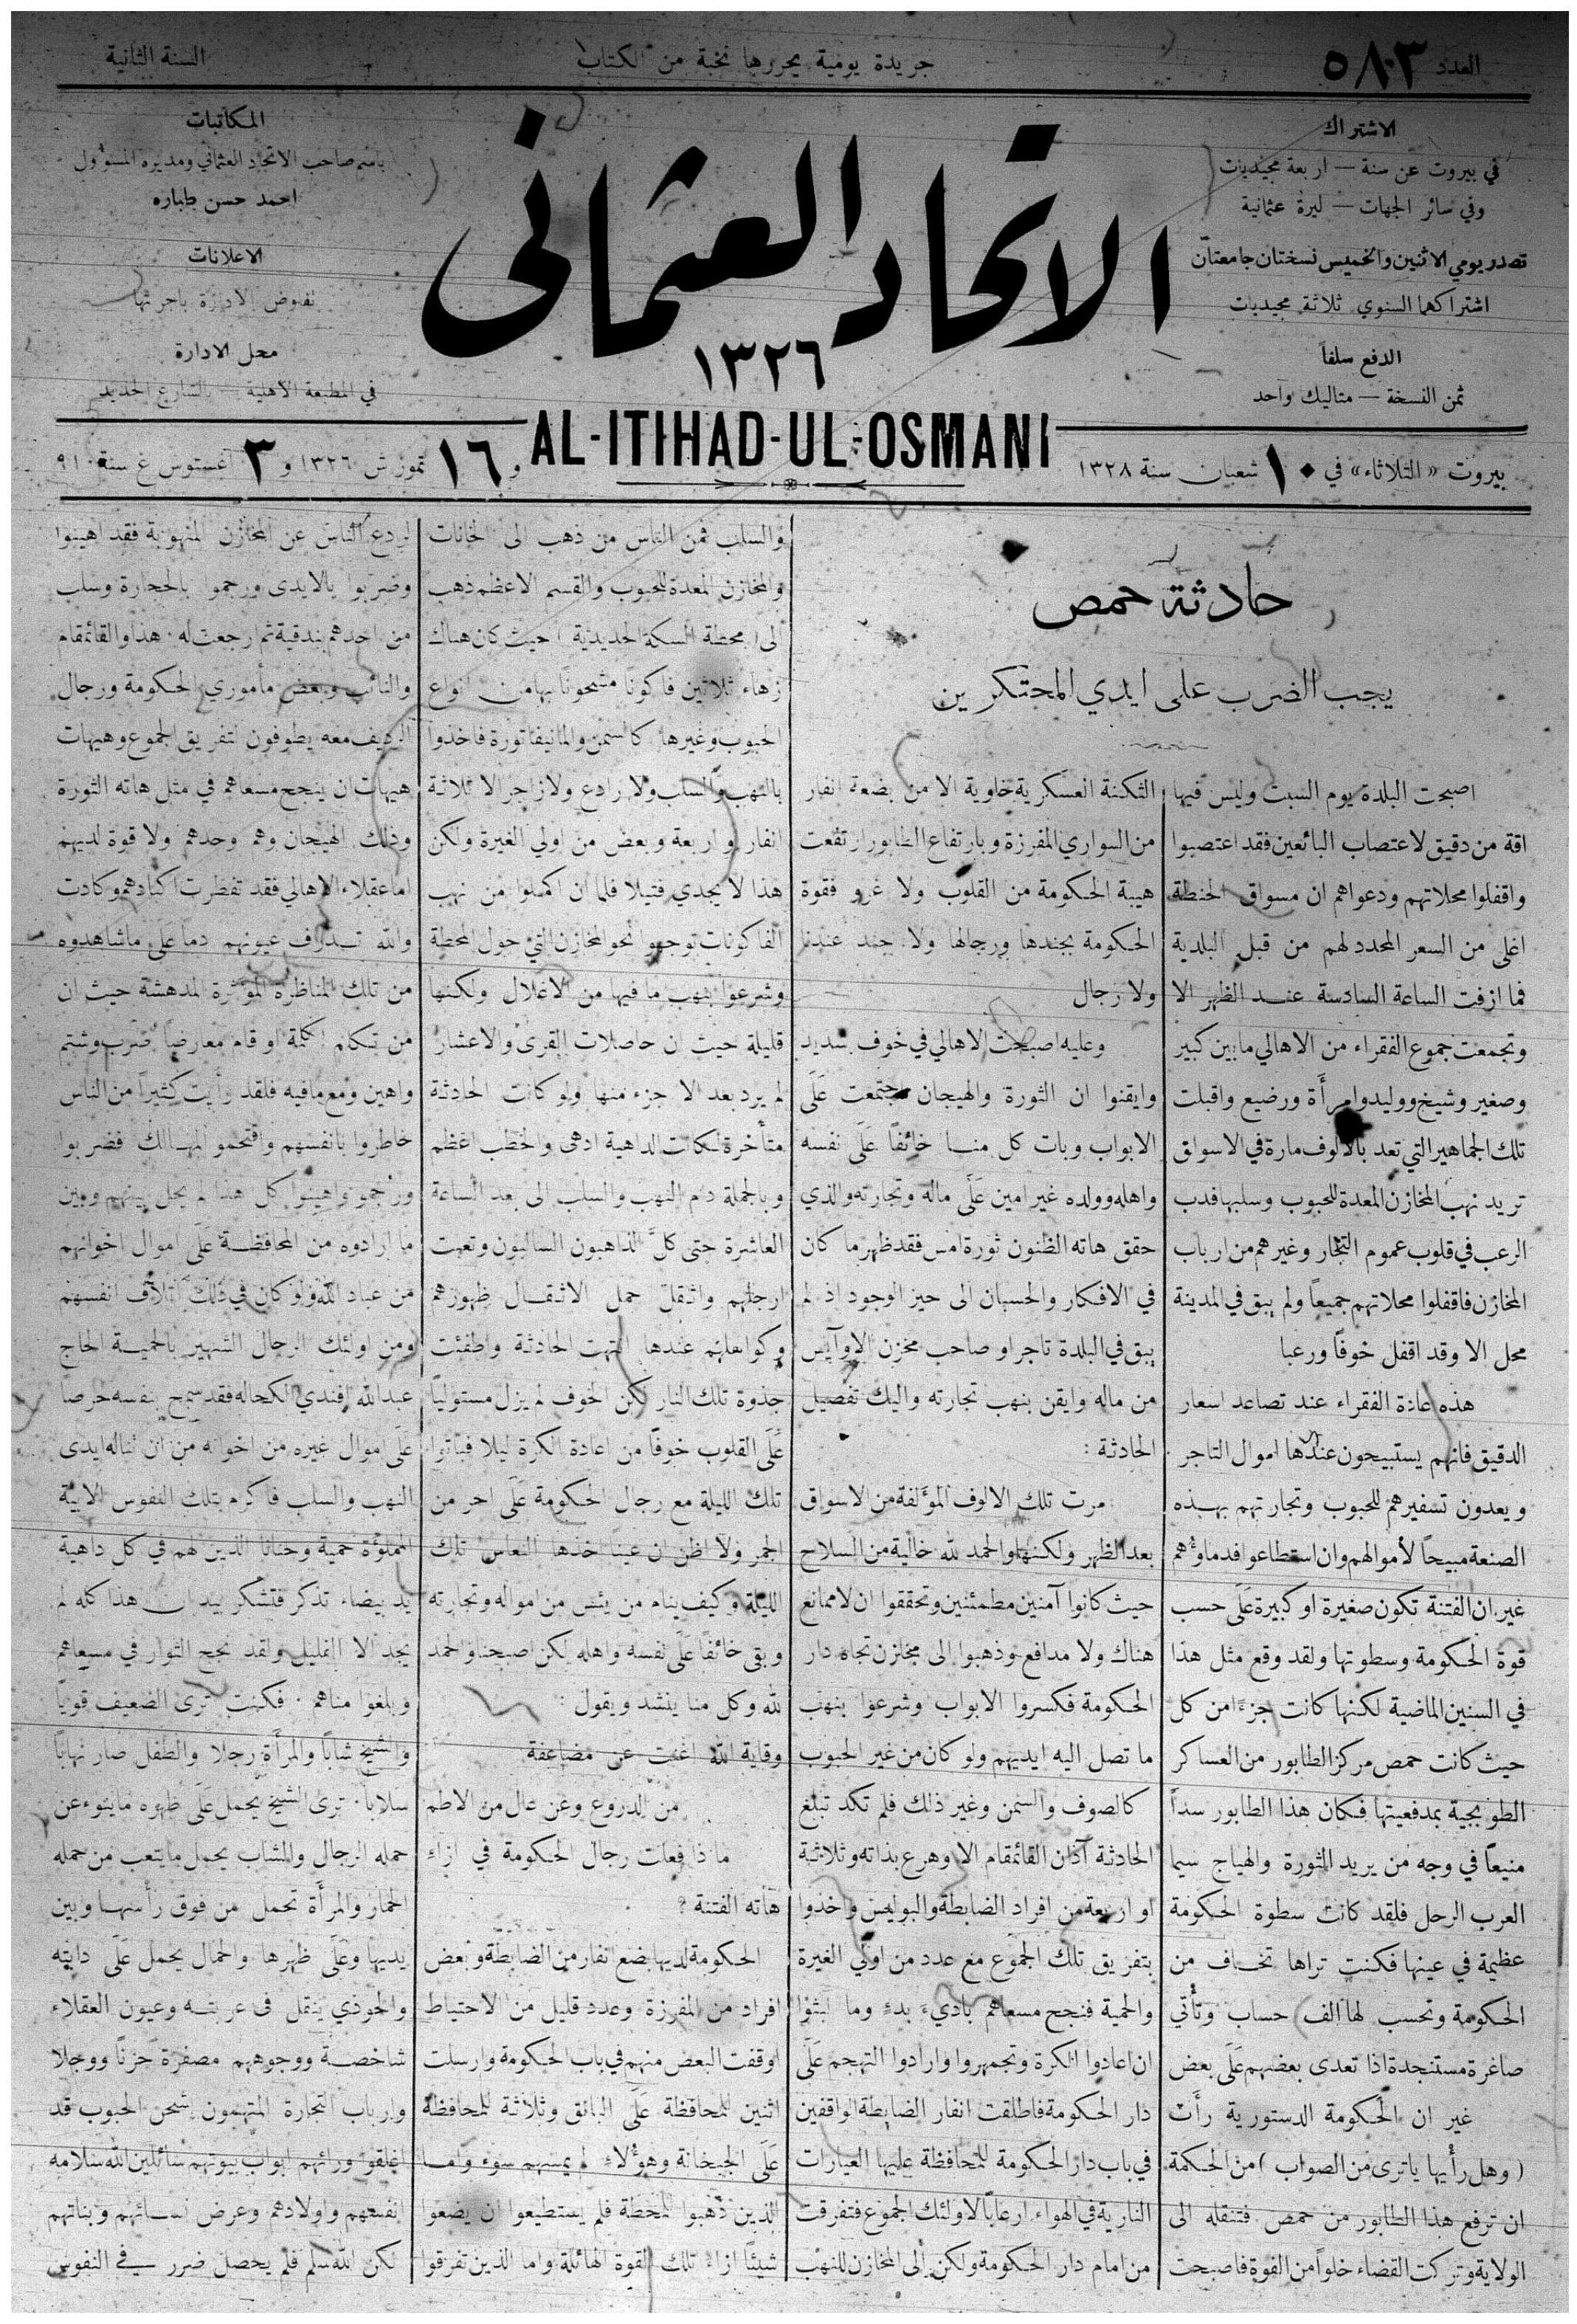 العدد ٥٨٠٣
جريدة يومية يحررها نخبة من الكتاب
السنة الثانية
الاشتراك
في بيروت عن سنة — اربعة مجيديات
وفي سائر الجهات — ليرة عثمانية
تصدر يومي الاثنين والخميس نسختان جامعتان
اشتراكهما السنوي ثلاثة مجيديات
الدفع سلفاً
ثمن النسخة — متاليك واحد
الاتحاد العثماني
١٣٢٦
AL-ITIHAD-UL-OSMANI
المكاتبات
باسم صاحب الاتحاد العثماني ومديره المسؤول
احمد حسن طباره
الاعلانات
تفوض الادارة باجرتها
محل الادارة
في المطبعة الاهلية — بالشارع الجديد
بيروت «الثلاثاء» في ١٠ شعبان سنة ١٣٢٨
و ١٦ تموز ش ١٣٢٦ و ٣ اغستوس غ سنة ٩١٠
حادثة حمص
يجب الضرب على ايدي المحتكرين
اصبحت البلدة يوم السبت وليس فيها
اقة من دقيق لاعتصاب البائعين فقد اعتصبوا
واقفلوا محلاتهم ودعواهم ان مسواق الحنطة
اغلى من السعر المحدد لهم من قبل البلدية
فما ازفت الساعة السادسة عند الظهر الا
وتجمعت جموع الفقراء من الاهالي ما بين كبير
وصغير وشيخ ووليد وامرأة ورضيع واقبلت
تلك الجماهير التي تعد بالالوف مارة في الاسواق
تريد نهب المخازن المعدة للحبوب وسلبها فدب
الرعب في قلوب عموم التجار وغيرهم من ارباب
المخازن فاقفلوا محلاتهم جميعاً ولم يبق في المدينة
محل الا وقد اقفل خوفاً ورعبا
هذه عادة الفقراء عند تصاعد اسعار
الدقيق فانهم يستبيحون عندها اموال التاجر
ويعدون تسفيرهم للحبوب وتجارتهم بهذه
الصنعة مبيحاً لأموالهم وان استطاعوا فدماؤهم
غير ان الفتنة تكون صغيرة او كبيرة عَلَى حسب
قوة الحكومة وسطوتها ولقد وقع مثل هذا
في السنين الماضية لكنها كانت جزءاً من كل
حيث كانت حمص مركز الطابور من العساكر
الطوبجية بمدفعيتها فكان هذا الطابور سداً
منيعاً في وجه من يريد الثورة والهياج سيما
العرب الرحل فلقد كانت سطوة الحكومة
عظيمة في عينها فكنت تراها تخاف من
الحكومة وتحسب لها الف حساب وتأتي
صاغرة مستنجدة اذا تعدى بعضهم عَلَى بعض
غير ان الحكومة الدستورية رأت
(وهل رأيها ياترى من الصواب) من الحكمة
ان ترفع هذا الطابور من حمص فتنقله الى
الولاية وتركت القضاء خلواً من القوة فاصبحت
الثكنة العسكرية خاوية الا من بضعة انفار
من السواري المفرزة وبارتفاع الطابور ارتفعت
هيبة الحكومة من القلوب ولا غرو فقوة
الحكومة بجندها ورجالها ولا جند عندنا
ولا رجال
وعليه اصبحت الاهالي في خوف شديد
وايقنوا ان الثورة والهيجان اجتمعت عَلَى
الابواب وبات كل منا خائفاً عَلَى نفسه
واهله وولده غير امين عَلَى ماله وتجارته والذي
حقق هاته الظنون ثورة امس فقد ظهر ما كان
في الافكار والحسبان الى حيز الوجود اذ لم
يبق في البلدة تاجر او صاحب مخزن الا وآيس
من ماله وايقن بنهب تجارته واليك تفصيل
الحادثة :
مرت تلك الالوف المؤلفة من الاسواق
بعد الظهر ولكنها والحمد لله خالية من السلاح
حيث كانوا آمنين مطمئنين وتحققوا ان لا ممانع
هناك ولا مدافع وذهبوا الى مخازن تجاه دار
الحكومة فكسروا الابواب وشرعوا بنهب
ما تصل اليه ايديهم ولو كان من غير الحبوب
كالصوف والسمن وغير ذلك فلم تكد تبلغ
الحادثة آذان القائمقام الا وهرع بذاته وثلاثة
او اربعة من افراد الضابطة والبوليس واخذوا
بتفريق تلك الجموع مع عدد من اولي الغيرة
والحمية فنجح مسعاهم باديء بدءٍ وما لبثوا
ان اعادوا الكرة وتجمهروا وارادوا التهجم عَلَى
دار الحكومة فاطلقت انفار الضابطة الواقفين
في باب دار الحكومة للمحافظة عليها العيارات
النارية في الهواء ارعاباً لاولئك الجموع فتفرقت
من امام دار الحكومة ولكن الى المخازن للنهب
والسلب فمن الناس من ذهب الى الخانات
والمخازن المعدة للحبوب والقسم الاعظم ذهب
الى محطة السكة الحديدية حيث كان هناك
زهاء ثلاثين فاكوناً مشحوناً بها من انواع
الحبوب وغيرها كالسمن والمانيفاتورة فاخذوا
بالنهب والسلب ولا رادع ولا زاجر الا ثلاثة
انفار او اربعة وبعض من اولي الغيرة ولكن
هذا لا يجدي فتيلا فلما ان اكملوا من نهب
الفاكونات توجهوا نحو المخازن التي حول المحطة
وشرعوا بنهب ما فيها من الاغلال ولكنها
قليلة حيث ان حاصلات القرى والاعشار
لم يرد بعد الا جزء منها ولو كانت الحادثة
متأخرة لكانت الداهية ادهى والخطب اعظم
وبالجملة دام النهب والسلب الى بعد الساعة
العاشرة حتى كلَّ الذاهبون السالبون وتعبت
ارجلهم واثقل حمل الاثقال ظهورهم
وكواهلهم عندها انتهت الحادثة واطفئت
جذوة تلك النار لكن الخوف لم يزل مستولياً
عَلَى القلوب خوفاً من اعادة الكرة ليلا فباتوا
تلك الليلة مع رجال الحكومة عَلَى احر من
الجمر ولا اظن ان عيناً اخذها النعاس تلك
الليلة وكيف ينام من يئس من امواله وتجارته
وبقى خائفاً عَلَى نفسه واهله لكن اصبحنا والحمد
لله وكل منا ينشد ويقول :
وقاية الله اغنت عن مضاعفة
من الدروع وعن عال من الاطم
ماذا فعلت رجال الحكومة في ازاء
هاته الفتنة ?
الحكومة لديها بضع انفار من الضابطة وبعض
افراد من المفرزة وعدد قليل من الاحتياط
اوقفت البعض منهم في باب الحكومة وارسلت
اثنين للمحافظة عَلَى البانق وثلاثة للمحافظة
عَلَى الجبخانة وهؤلاء لم يمسهم سوء واما
الذين ذهبوا للمحطة فلم يستطيعوا ان يضعوا
شيئاً ازاء تلك القوة الهائلة واما الذين تفرقوا
لردع الناس عن المخازن المنهوبة فقد اهينوا
وضربوا بالايدى ورجموا بالحجارة وسلب
من احدهم بندقية ثم ارجعت له . هذا والقائمقام
والنائب وبعض مأموري الحكومة ورجال
الرديف معه يطوفون لتفريق الجموع وهيهات
هيهات ان ينجح مسعاهم في مثل هاته الثورة
وذلك الهيجان وهم وحدهم ولا قوة لديهم
اما عقلاء الاهالي فقد تفطرت اكبادهم وكادت
والله تذرف عيونهم دماً على ما شاهدوه
من تلك المناظرة المؤثرة المدهشة حيث ان
من تكلم كلمة او قام معارضاً ضرب وشتم
واهين ومع ما فيه فلقد رأيت كثيراً من الناس
خاطروا بانفسهم واقتحموا المهالك فضربوا
ورجموا واهينوا كل هذا لم يحل بينهم وبين
ما ارادوه من المحافظة عَلَى اموال اخوانهم
من عباد الله ولو كان في ذلك اتلاف انفسهم
ومن اولئك الرجال الشهير بالحمية الحاج
عبدالله افندي الكحاله فقد سمح بنفسه حرصاً
عَلَى اموال غيره من اخوانه من ان تناله ايدى
النهب والسلب فاكرم بتلك النفوس الابية
المملوءة حمية وحناناً الذين هم في كل داهية
يد بيضاء تذكر فتشكر بيد ان هذا كله لم
يجد الا القليل ولقد نجح الثوار في مسعاهم
وبلغوا مناهم . فكنت ترى الضعيف قوياً
والشيخ شاباً والمرأة رجلا والطفل صار نهاباً
سلاباً . ترى الشيخ يحمل عَلَى ظهره ما ينوء عن
حمله الرجال والشاب يحمل ما يتعب من حمله
الحمار والمرأة تحمل من فوق رأسها وبين
يديها وعَلَى ظهرها والحمال يحمل عَلَى دابته
والحوذي ينقل فى عربته وعيون العقلاء
شاخصة ووجوههم مصفرة حزناً ووجلا
وارباب التجارة المتهمون بشحن الحبوب قد
اغلقوا ورائهم ابواب بيوتهم سائلين الله سلامه
انفسهم واولادهم وعرض نسائهم وبناتهم
لكن الله سلم فلم يحصل ضرر في النفوس